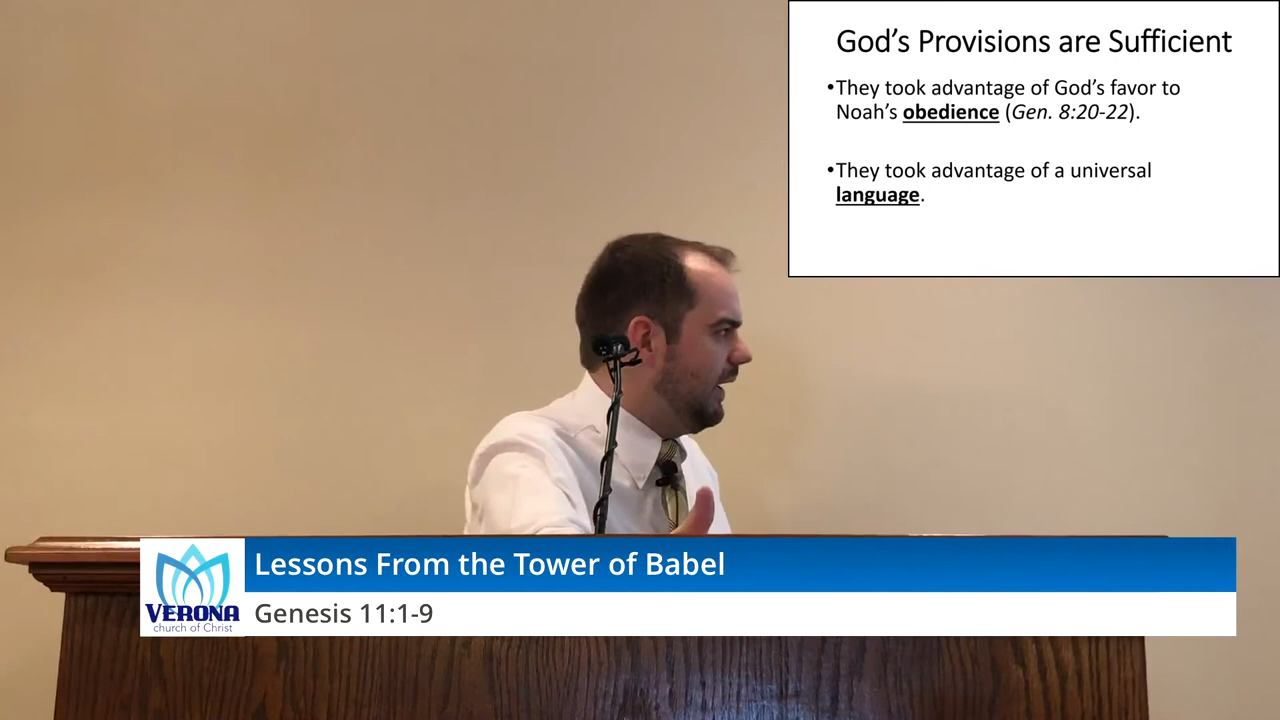 God's Provisions are Sufficient
•They took advantage of God's favor to
Noah's obedience (Gen. 8:20-22).
•They took advantage of a universal
language.
Lessons From the Tower of Babel
VERONA
church of Christ
Genesis 11:1-9